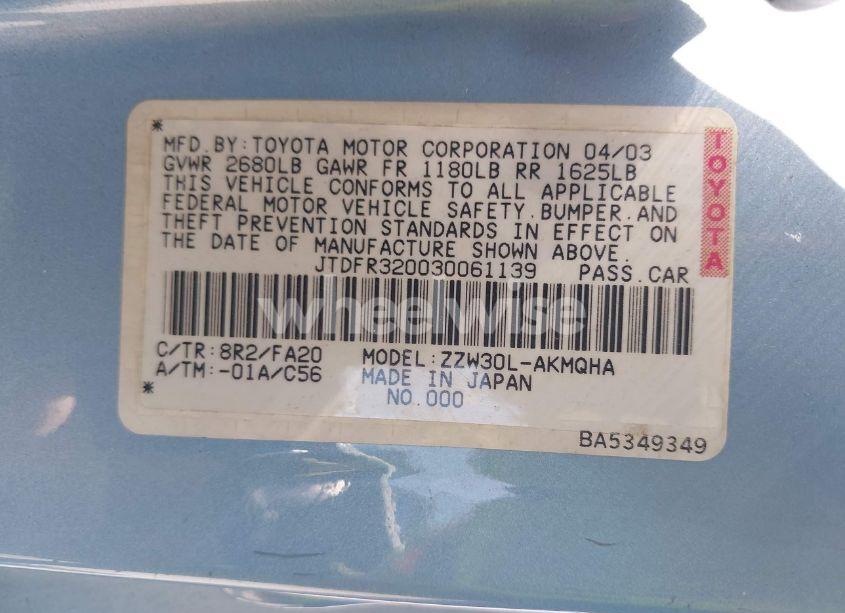 MFD.BY:TOYOTA MOTOR CORPORATION 04/03
GVWR 2680LB GAWR FR 1180LB RR 1625LB
THIS VEHICLE CONFORMS TO ALL APPLICABLE
FEDERAL MOTOR VEHICLE SAFETY.BUMPER.AND
THEFT PREVENTION STANDARDS IN EFFECT ON
THE DATE OF MANUFACTURE SHOWN ABOVE.
JTDFR320030061139 PASS.CAR
TOYOTA
wheelwise
C/TR:8R2/FA20 MODEL:ZZW30L-AKMQHA
A/TM:-01A/C56 MADE IN JAPAN
NO.000
BA5349349